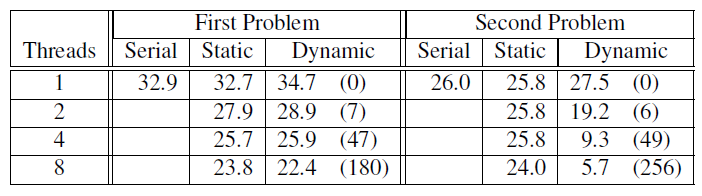 First Problem Second Problem
Threads Serial Static Dynamic Serial Static Dynamic
1 32.9 32.7 34.7 (0) 26.0 25.8 27.5 (0)
2 27.9 28.9 (7) 25.8 19.2 (6)
4 25.7 25.9 (47) 25.8 9.3 (49)
8 23.8 22.4 (180) 24.0 5.7 (256)